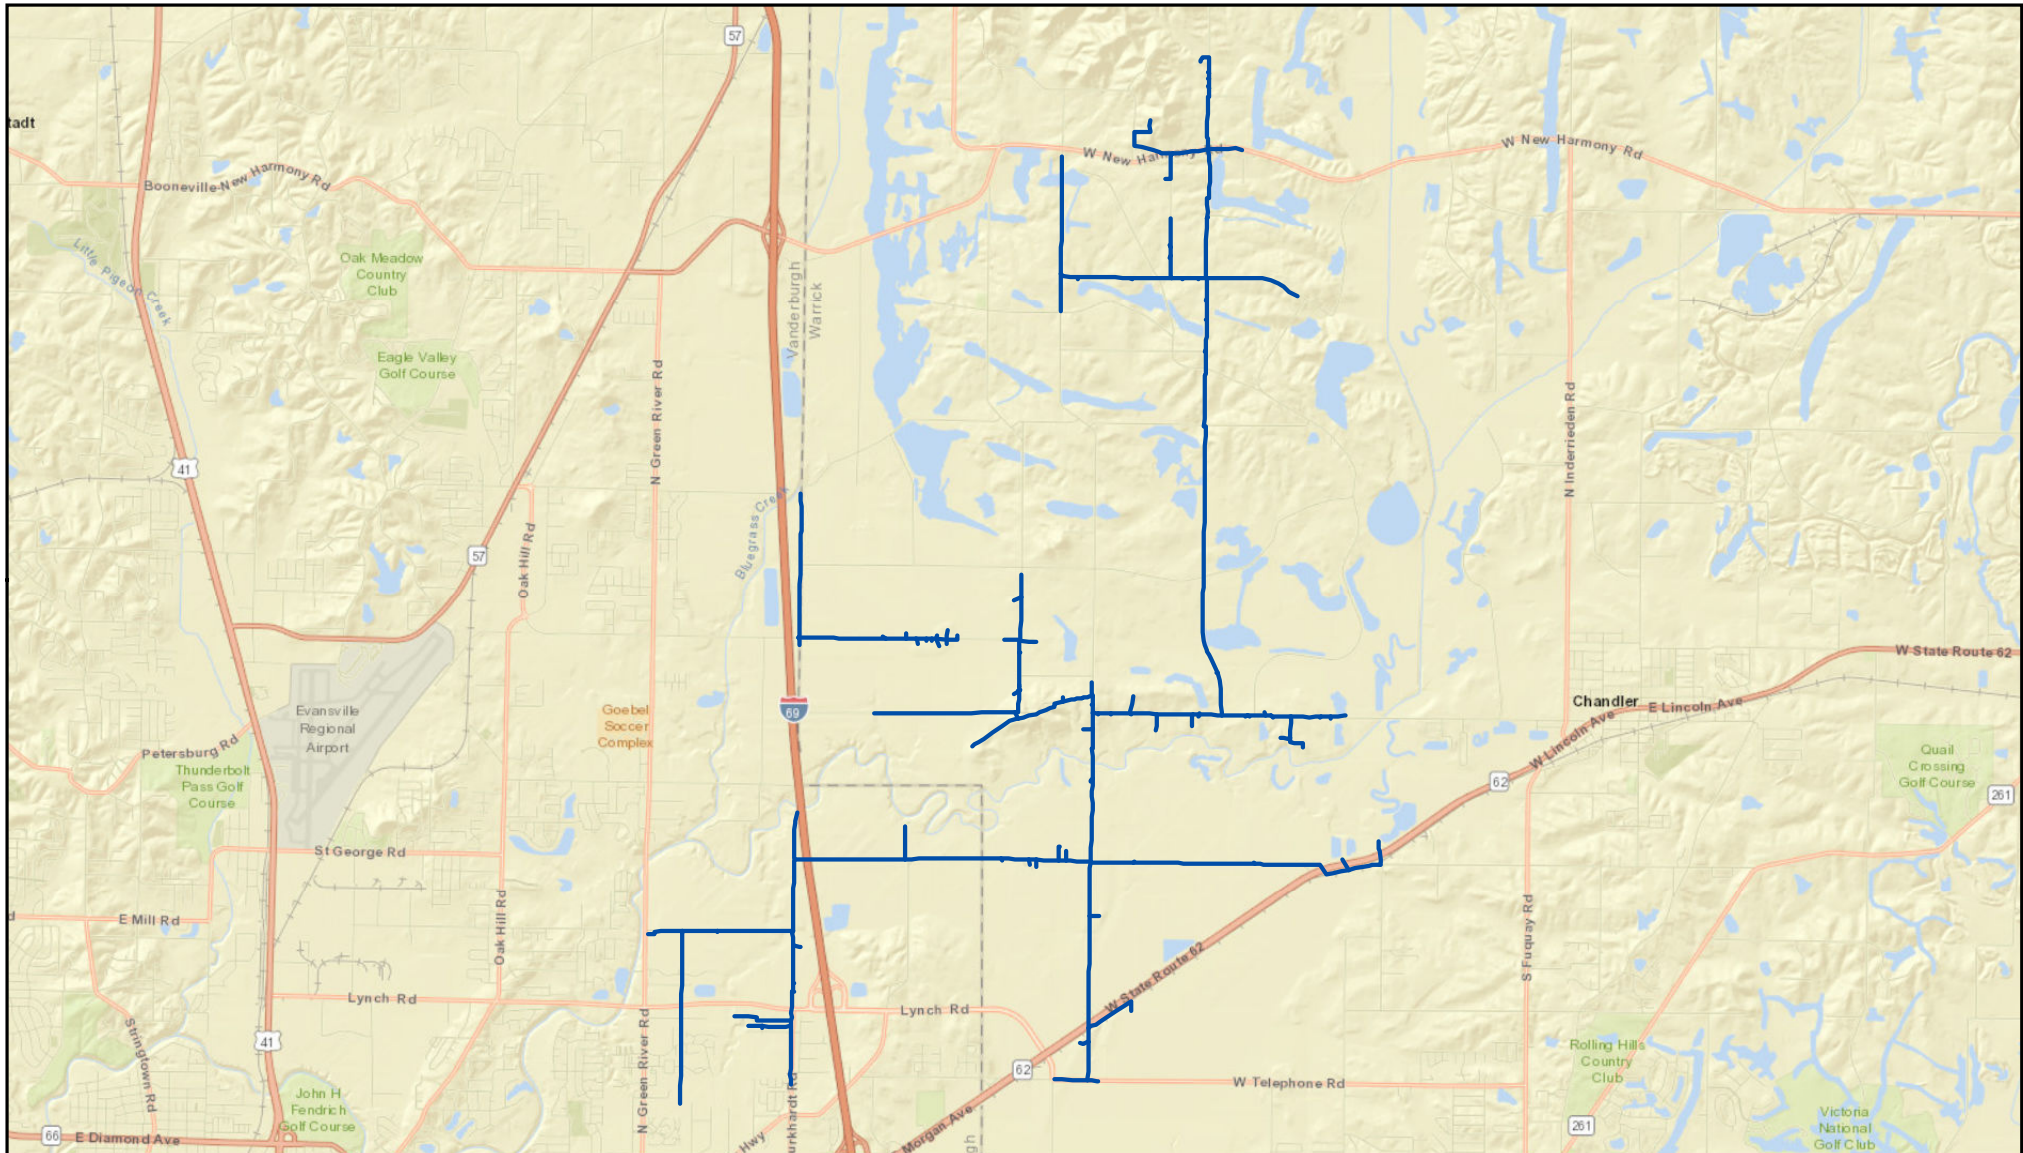 57
tadt
W New Harmony Rd
W New Harmony Rd
Booneville-New Harmony Rd
Little Pigeon Creek
Oak Meadow
Country
Club
Vanderburgh
Warrick
Eagle Valley
Golf Course
N Green River Rd
N Inderrieden Rd
41
Bluegrass Creek
57
Oak Hill Rd
W State Route 62
Chandler
E Lincoln Ave
W Lincoln Ave
69
Evansville
Regional
Airport
Goebel
Soccer
Complex
Petersburg Rd
Thunderbolt
Pass Golf
Course
Quail
Crossing
Golf Course
62
261
St George Rd
E Mill Rd
Oak Hill Rd
S Fuquay Rd
W State Route 62
Lynch Rd
Lynch Rd
41
Stringtown Rd
N Green River Rd
62
Rolling Hills
Country
Club
W Telephone Rd
John H
Fendrich
Golf Course
urkhardt Rd
261
Victoria
National
Golf Club
66
E Diamond Ave
Hwy
Morgan Ave
gh